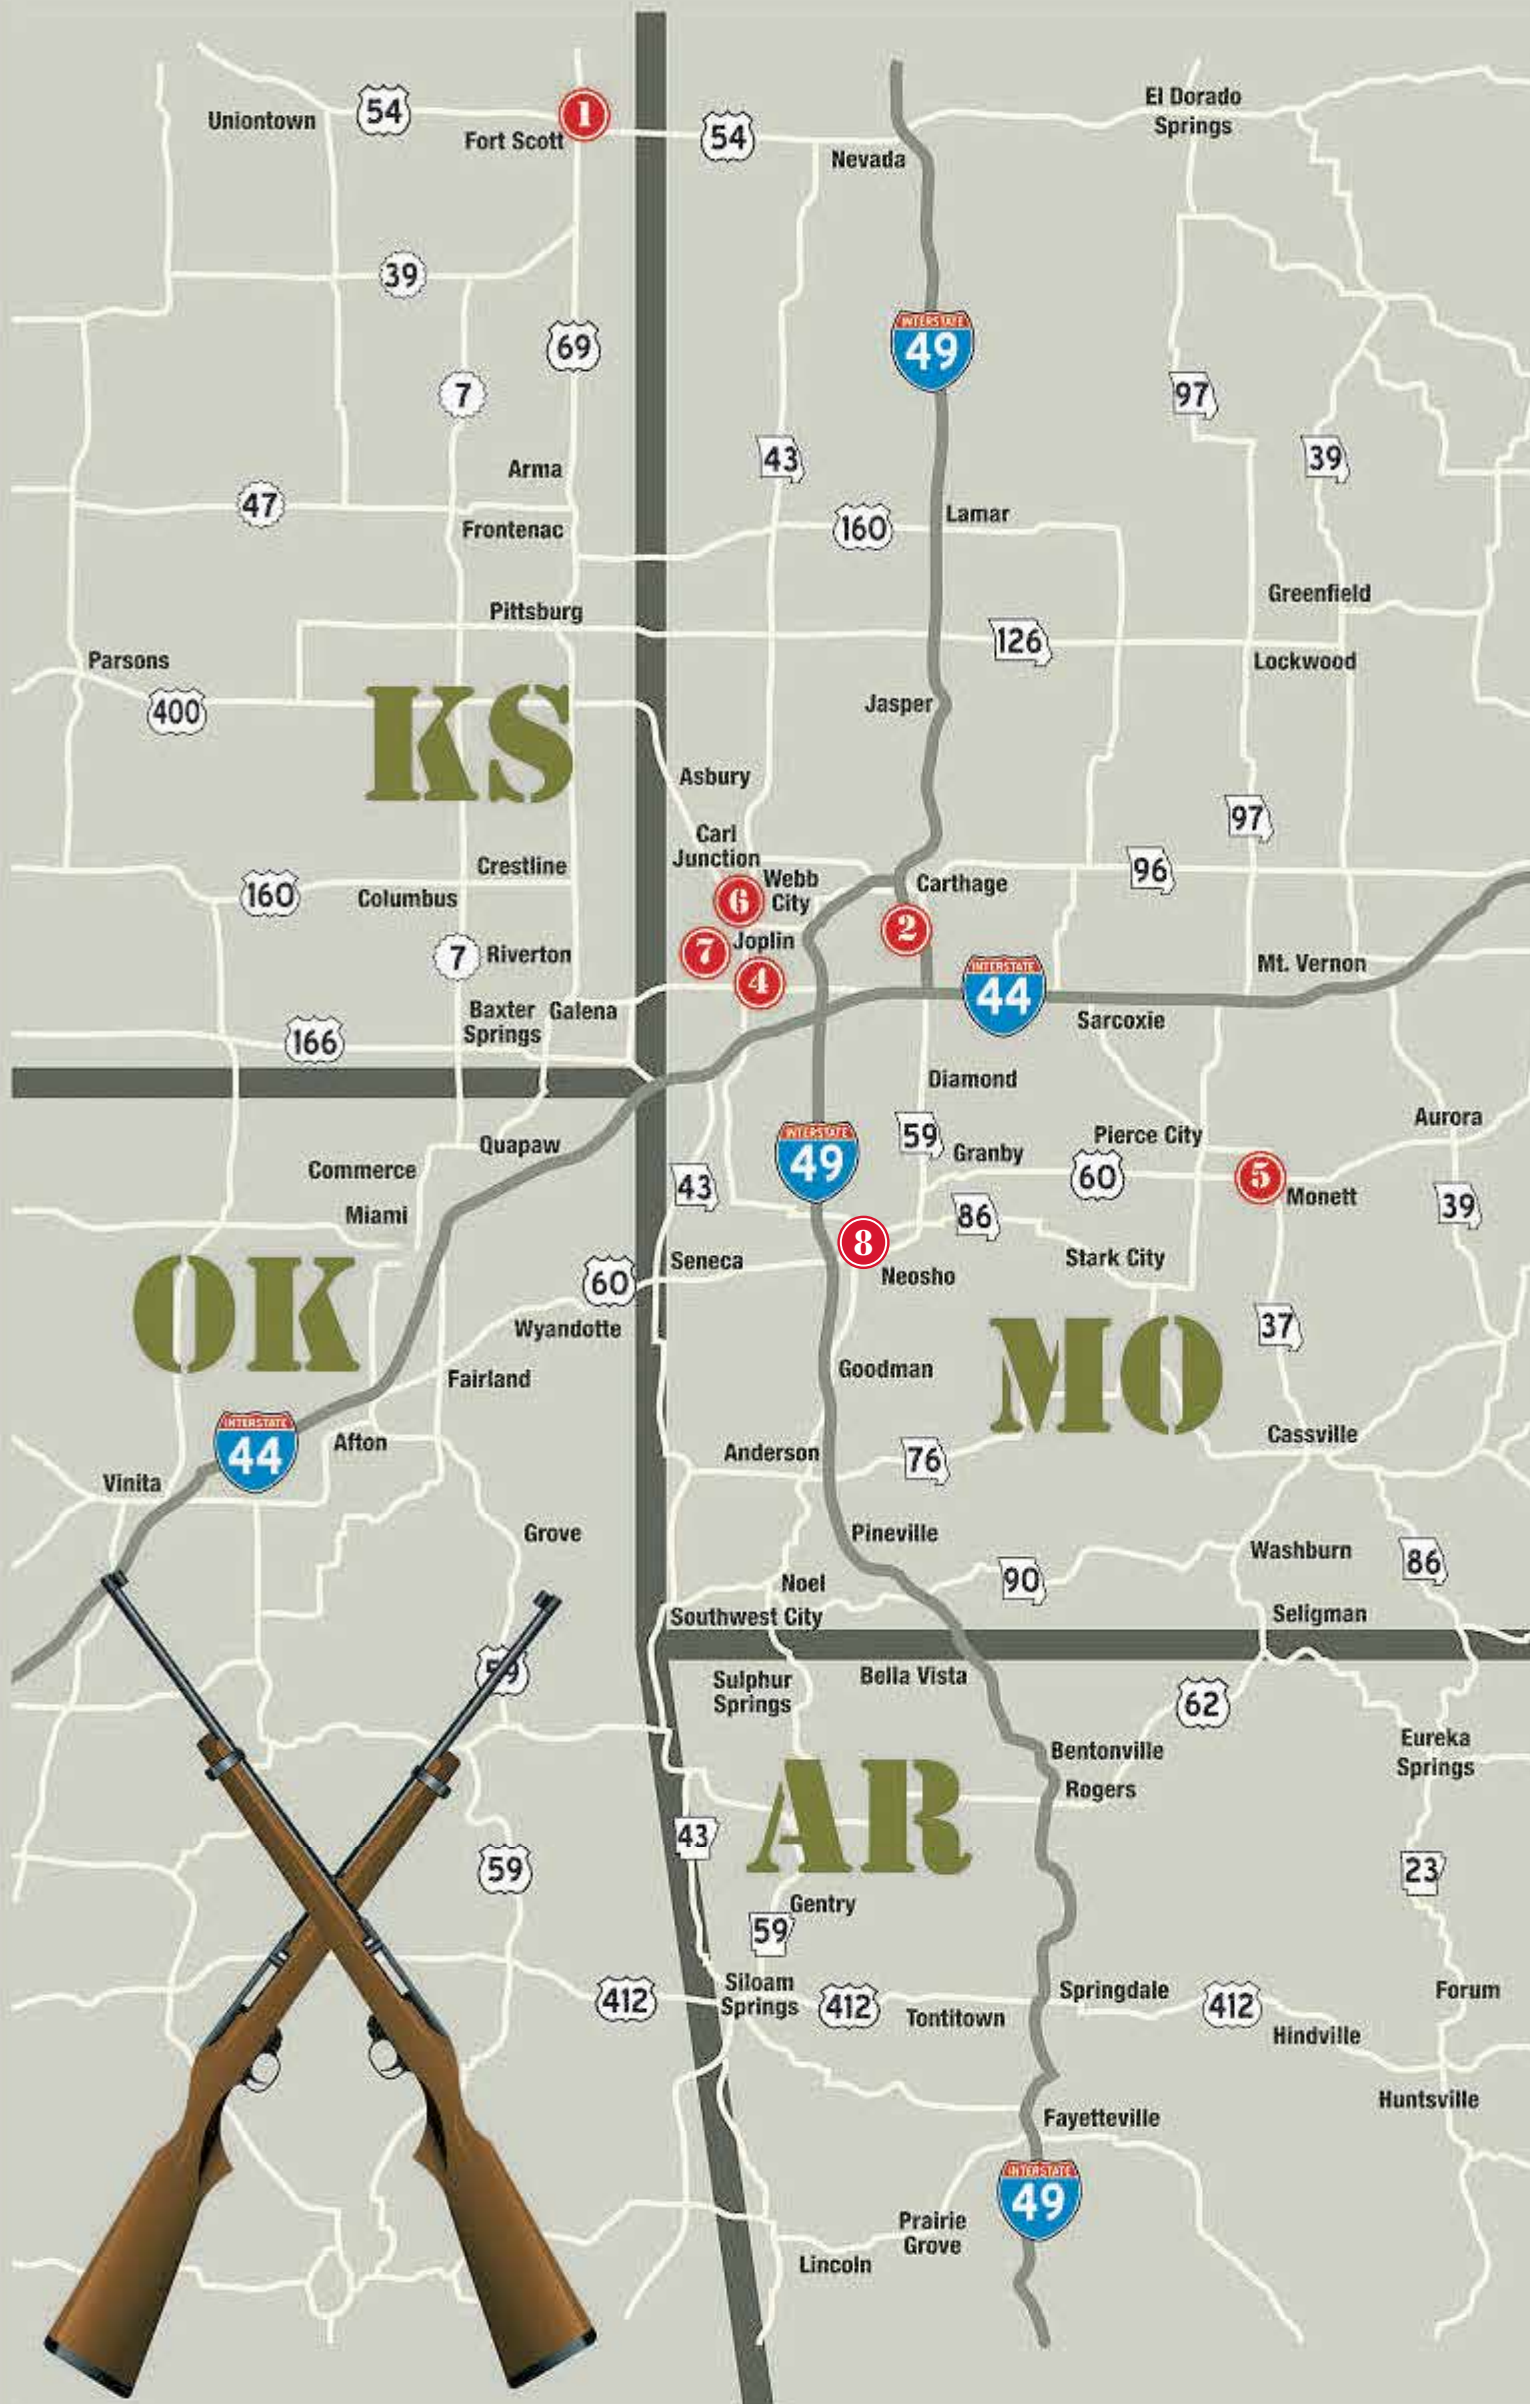 El Dorado
Springs
Uniontown
54
1
Fort Scott
54
Nevada
39
69
INTERSTATE
49
7
97
43
39
Arma
47
Lamar
160
Frontenac
Greenfield
Pittsburg
126
Parsons
Lockwood
400
KS
Jasper
Asbury
97
Carl
Junction
Crestline
96
Webb
City
Carthage
160
Columbus
6
2
Joplin
7
Riverton
7
4
Mt. Vernon
INTERSTATE
44
Baxter
Springs
Galena
Sarcoxie
166
Diamond
Aurora
59
Pierce City
Quapaw
INTERSTATE
49
Granby
Commerce
60
5
43
Monett
39
Miami
86
8
Seneca
Stark City
OK
60
Neosho
Wyandotte
37
MO
Goodman
Fairland
INTERSTATE
44
Afton
Cassville
Anderson
76
Vinita
Grove
Pineville
Washburn
86
Noel
90
Southwest City
Seligman
59
Sulphur
Springs
Bella Vista
62
Eureka
Springs
Bentonville
Rogers
AR
43
59
23
Gentry
59
Siloam
Springs
412
412
Tontitown
Springdale
412
Forum
Hindville
Huntsville
Fayetteville
INTERSTATE
49
Prairie
Grove
Lincoln